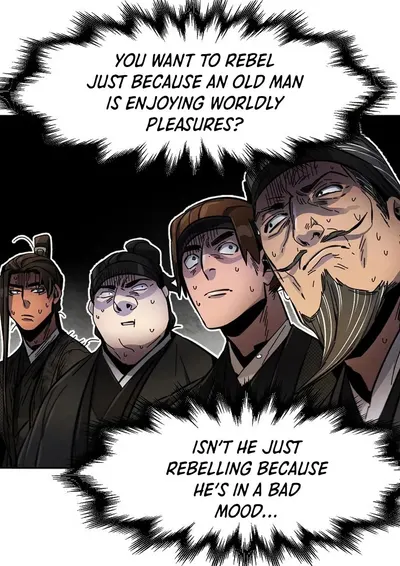 YOU WANT TO REBEL
JUST BECAUSE AN OLD MAN
IS ENJOYING WORLDLY
PLEASURES?
ISN'T HE JUST
REBELLING BECAUSE
HE'S IN A BAD
MOOD...